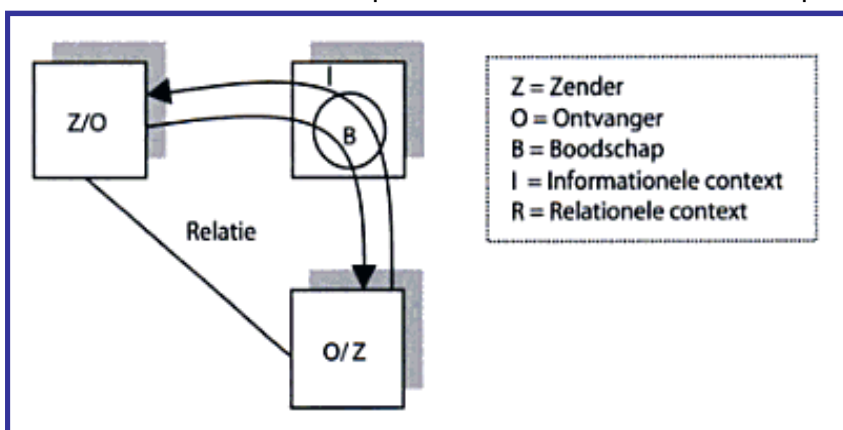 Z/O
I
B
Relatie
O/Z
Z = Zender
O = Ontvanger
B = Boodschap
I = Informationele context
R = Relationele context